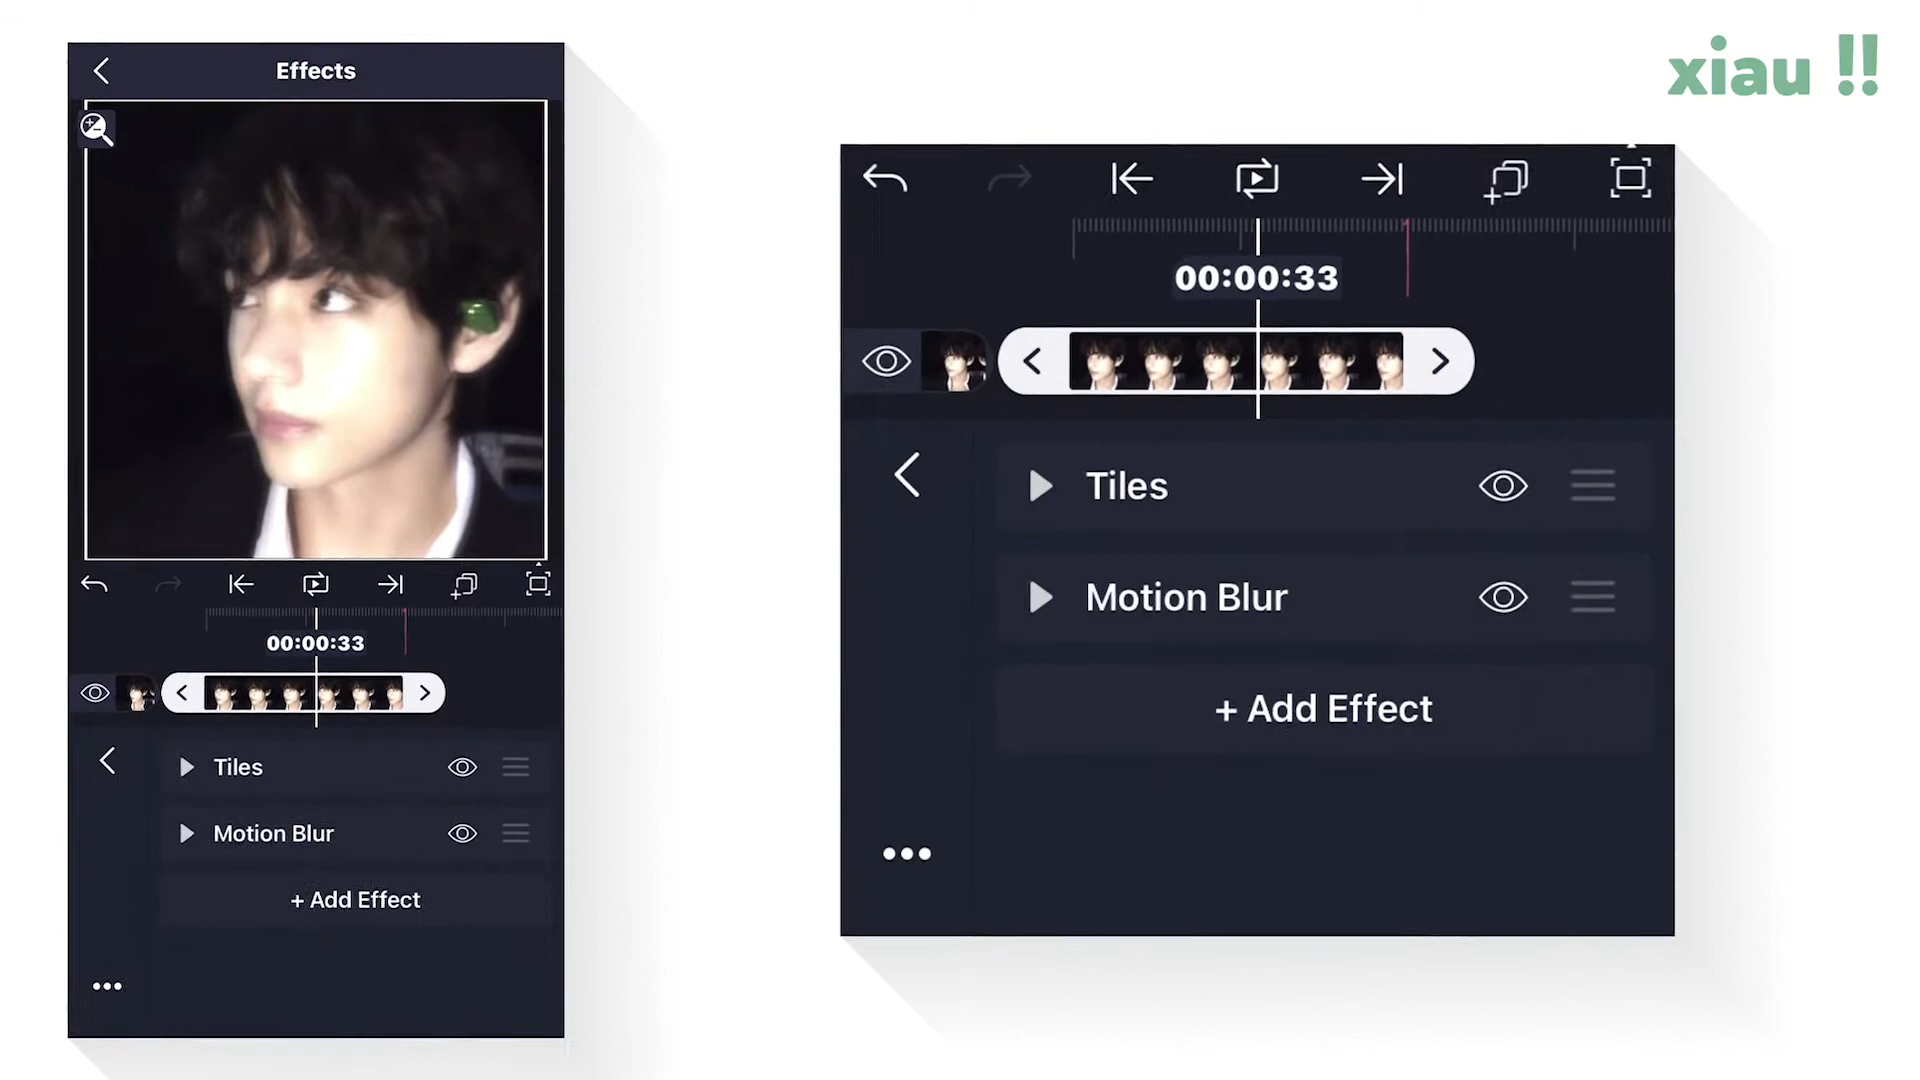 Effects
00:00:33
Tiles
Motion Blur
+ Add Effect
xiau !!
00:00:33
Tiles
Motion Blur
+ Add Effect